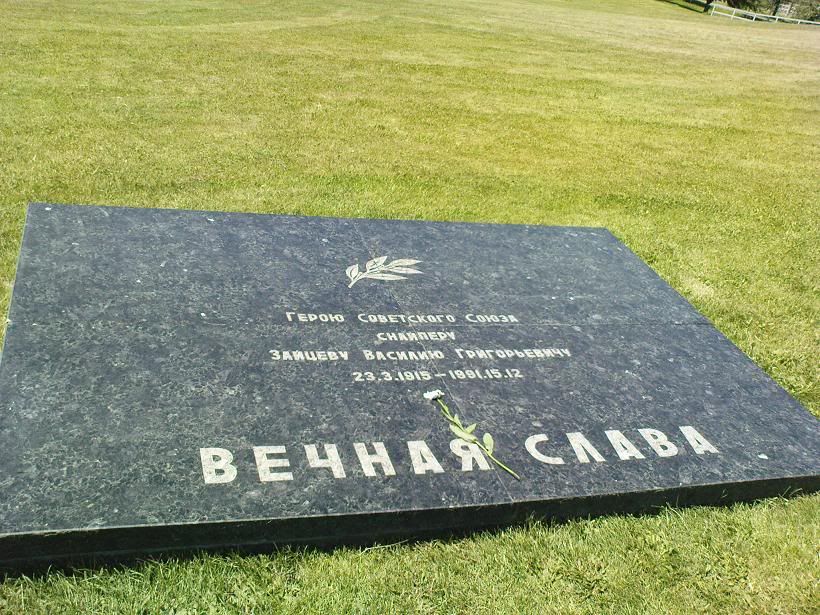 Герою Советского Союза
снайперу
Зайцеву Василию Григорьевичу
23.3.1915 – 1991.15.12
ВЕЧНАЯ СЛАВА